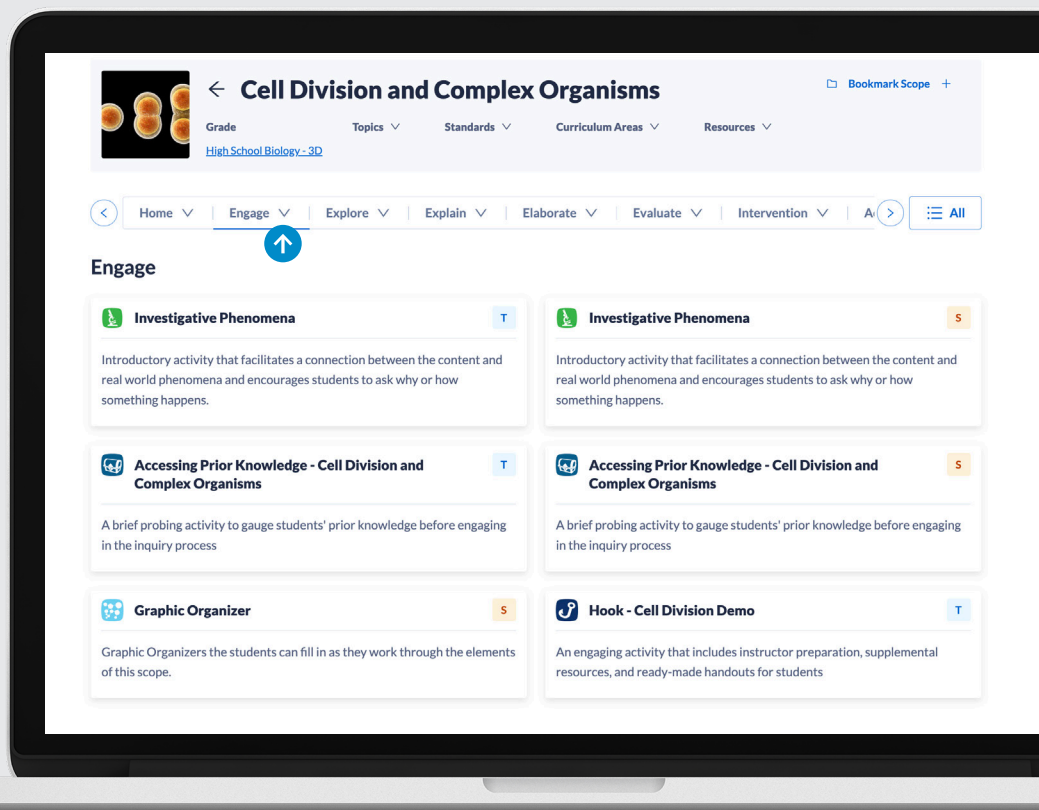 Cell Division and Complex Organisms
Bookmark Scope
Grade
Topics
Standards
Curriculum Areas
Resources
High School Biology - 3D
Home
Engage
Explore
Explain
Elaborate
Evaluate
Intervention
All
Engage
Investigative Phenomena
T
Introductory activity that facilitates a connection between the content and
real world phenomena and encourages students to ask why or how
something happens.
Investigative Phenomena
S
Introductory activity that facilitates a connection between the content and
real world phenomena and encourages students to ask why or how
something happens.
Accessing Prior Knowledge - Cell Division and
Complex Organisms
T
A brief probing activity to gauge students' prior knowledge before engaging
in the inquiry process
Accessing Prior Knowledge - Cell Division and
Complex Organisms
S
A brief probing activity to gauge students' prior knowledge before engaging
in the inquiry process
Graphic Organizer
S
Graphic Organizers the students can fill in as they work through the elements
of this scope.
Hook - Cell Division Demo
T
An engaging activity that includes instructor preparation, supplemental
resources, and ready-made handouts for students